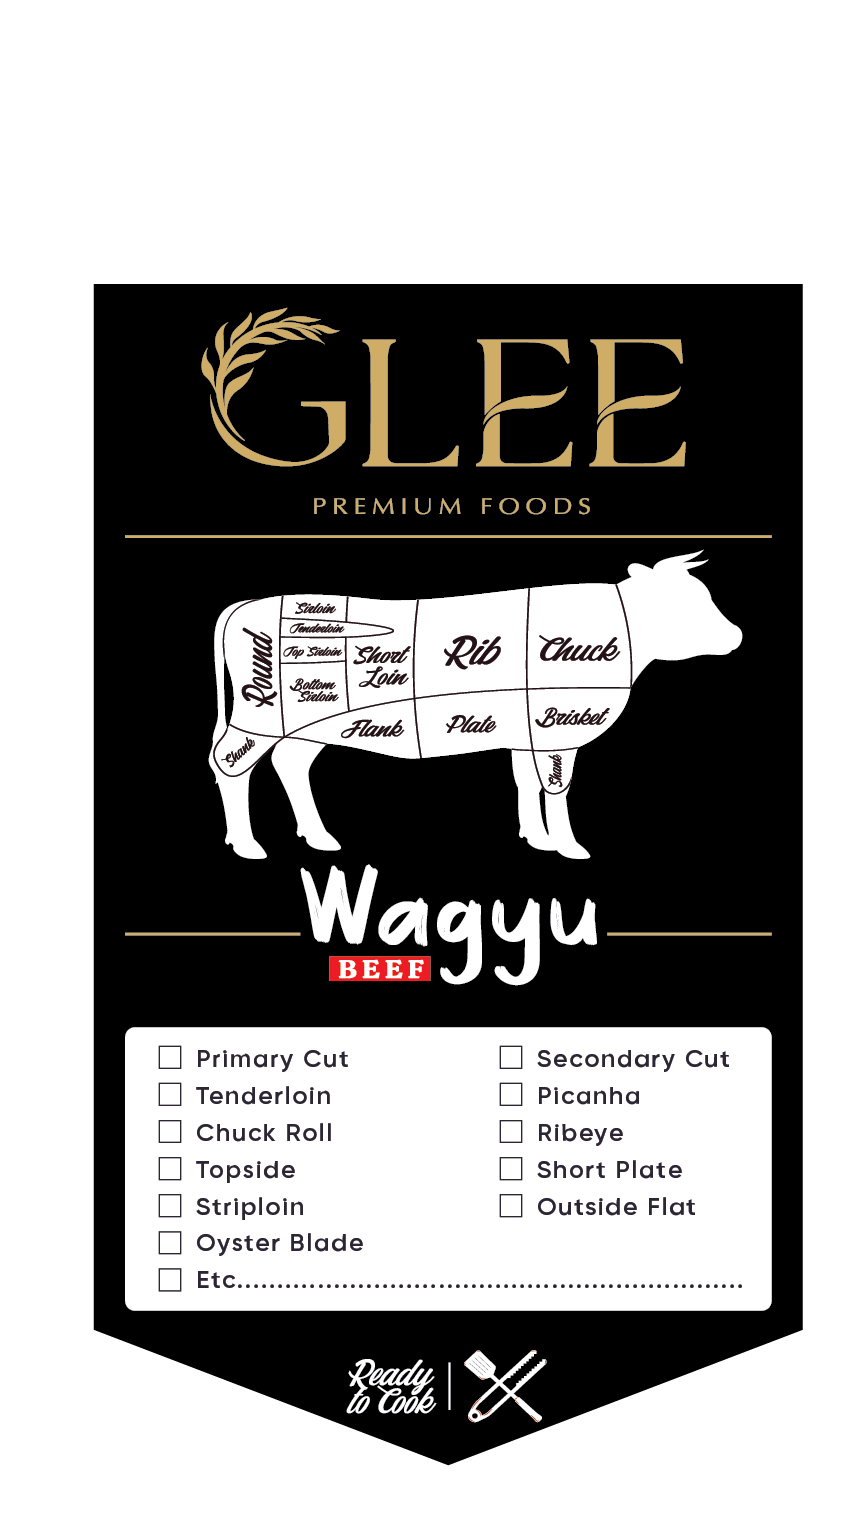 GLEE
PREMIUM FOODS
Sirloin
Tenderloin
Top Sirloin
Bottom
Sirloin
Round
Short
Loin
Rib
Chuck
Flank
Plate
Brisket
Shank
Shank
Wagyu
BEEF
Primary Cut
Secondary Cut
Tenderloin
Picanha
Chuck Roll
Ribeye
Topside
Short Plate
Striploin
Outside Flat
Oyster Blade
Etc...............................................................
Ready
to Cook